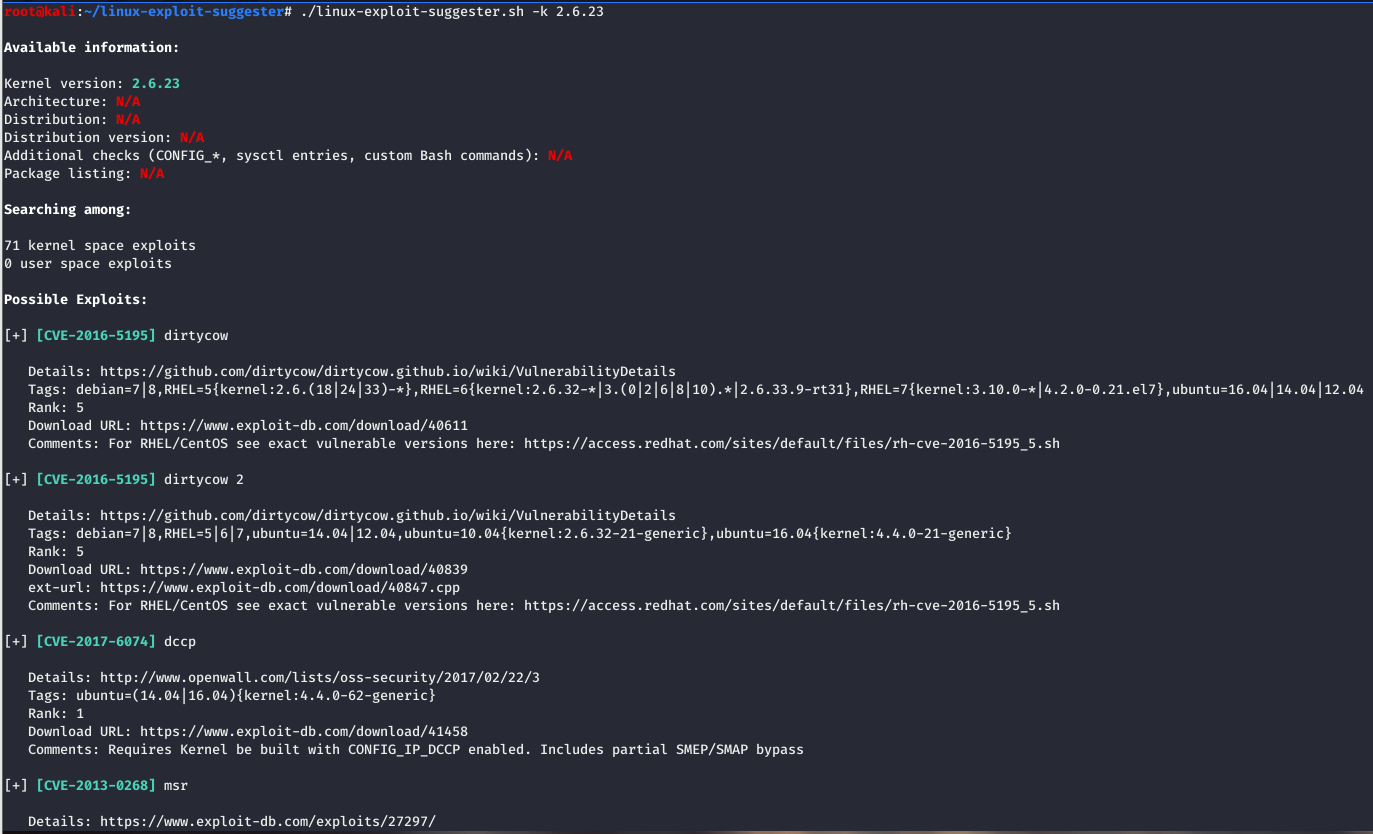 root@kali:~/linux-exploit-suggester# ./linux-exploit-suggester.sh -k 2.6.23
Available information:
Kernel version: 2.6.23
Architecture: N/A
Distribution: N/A
Distribution version: N/A
Additional checks (CONFIG_*, sysctl entries, custom Bash commands): N/A
Package listing: N/A
Searching among:
71 kernel space exploits
0 user space exploits
Possible Exploits:
[+] [CVE-2016-5195] dirtycow
Details: https://github.com/dirtycow/dirtycow.github.io/wiki/VulnerabilityDetails
Tags: debian=7|8,RHEL=5{kernel:2.6.(18|24|33)-*},RHEL=6{kernel:2.6.32-*|3.(0|2|6|8|10).*|2.6.33.9-rt31},RHEL=7{kernel:3.10.0-*|4.2.0-0.21.el7},ubuntu=16.04|14.04|12.04
Rank: 5
Download URL: https://www.exploit-db.com/download/40611
Comments: For RHEL/CentOS see exact vulnerable versions here: https://access.redhat.com/sites/default/files/rh-cve-2016-5195_5.sh
[+] [CVE-2016-5195] dirtycow 2
Details: https://github.com/dirtycow/dirtycow.github.io/wiki/VulnerabilityDetails
Tags: debian=7|8,RHEL=5|6|7,ubuntu=14.04|12.04,ubuntu=10.04{kernel:2.6.32-21-generic},ubuntu=16.04{kernel:4.4.0-21-generic}
Rank: 5
Download URL: https://www.exploit-db.com/download/40839
ext-url: https://www.exploit-db.com/download/40847.cpp
Comments: For RHEL/CentOS see exact vulnerable versions here: https://access.redhat.com/sites/default/files/rh-cve-2016-5195_5.sh
[+] [CVE-2017-6074] dccp
Details: http://www.openwall.com/lists/oss-security/2017/02/22/3
Tags: ubuntu=(14.04|16.04){kernel:4.4.0-62-generic}
Rank: 1
Download URL: https://www.exploit-db.com/download/41458
Comments: Requires Kernel be built with CONFIG_IP_DCCP enabled. Includes partial SMEP/SMAP bypass
[+] [CVE-2013-0268] msr
Details: https://www.exploit-db.com/exploits/27297/